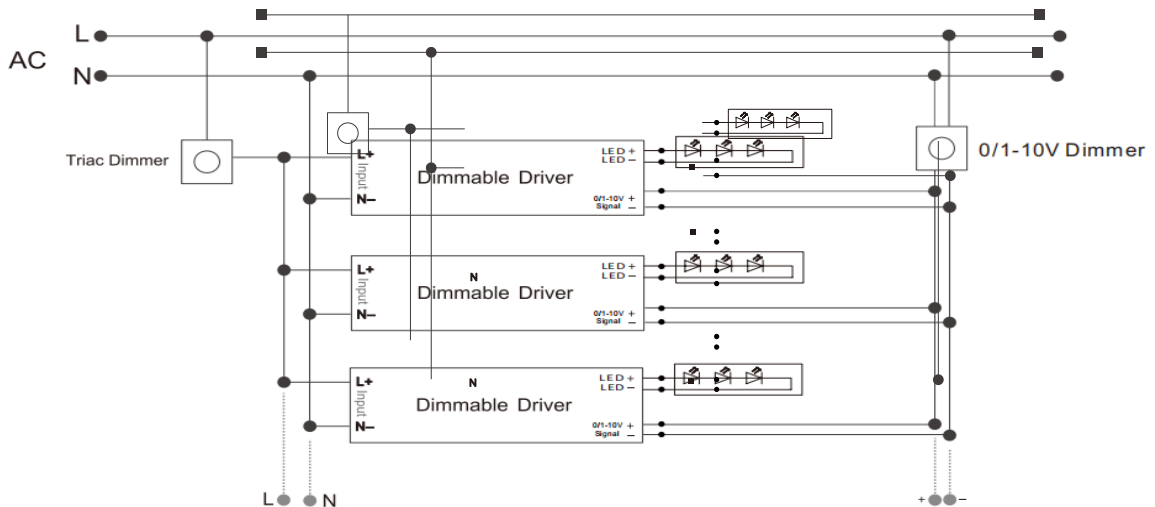 L
AC
N
Triac Dimmer
0/1-10V Dimmer
L+
Input
N–
Dimmable Driver
LED +
LED –
0/1-10V +
Signal –
L+
Input
N–
N
Dimmable Driver
LED +
LED –
0/1-10V +
Signal –
L+
Input
N–
N
Dimmable Driver
LED +
LED –
0/1-10V +
Signal –
L N + –